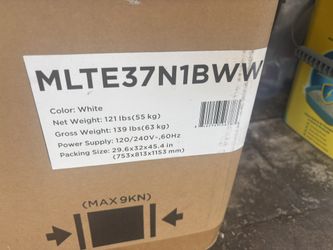 MLTE37N1BWW
Color: White
Net Weight: 121 lbs(55 kg)
Gross Weight: 139 lbs(63 kg)
Power Supply: 120/240V~,60Hz
Packing Size: 29.6x32x45.4 in
(753x813x1153 mm)
(MAX 9KN)